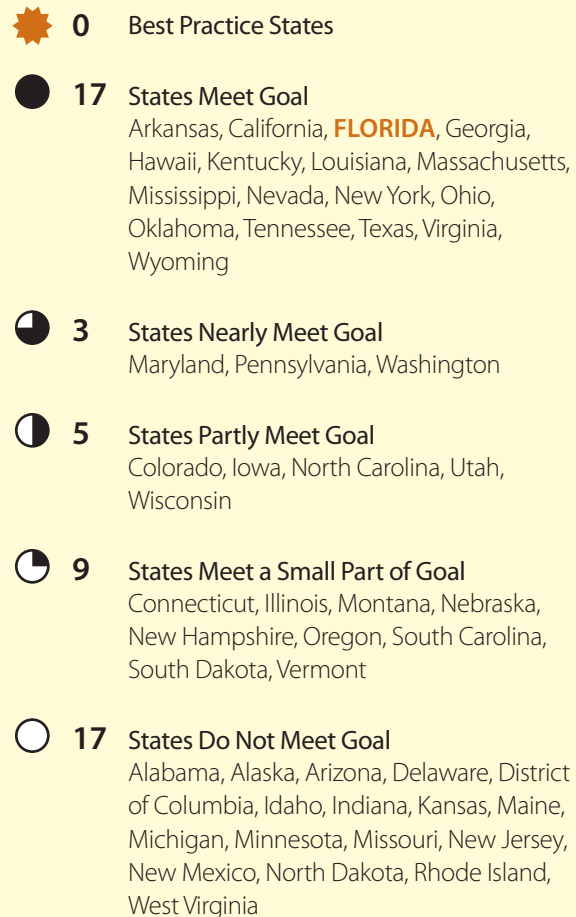 0 Best Practice States
17 States Meet Goal
Arkansas, California, FLORIDA, Georgia,
Hawaii, Kentucky, Louisiana, Massachusetts,
Mississippi, Nevada, New York, Ohio,
Oklahoma, Tennessee, Texas, Virginia,
Wyoming
3 States Nearly Meet Goal
Maryland, Pennsylvania, Washington
5 States Partly Meet Goal
Colorado, Iowa, North Carolina, Utah,
Wisconsin
9 States Meet a Small Part of Goal
Connecticut, Illinois, Montana, Nebraska,
New Hampshire, Oregon, South Carolina,
South Dakota, Vermont
17 States Do Not Meet Goal
Alabama, Alaska, Arizona, Delaware, District
of Columbia, Idaho, Indiana, Kansas, Maine,
Michigan, Minnesota, Missouri, New Jersey,
New Mexico, North Dakota, Rhode Island,
West Virginia